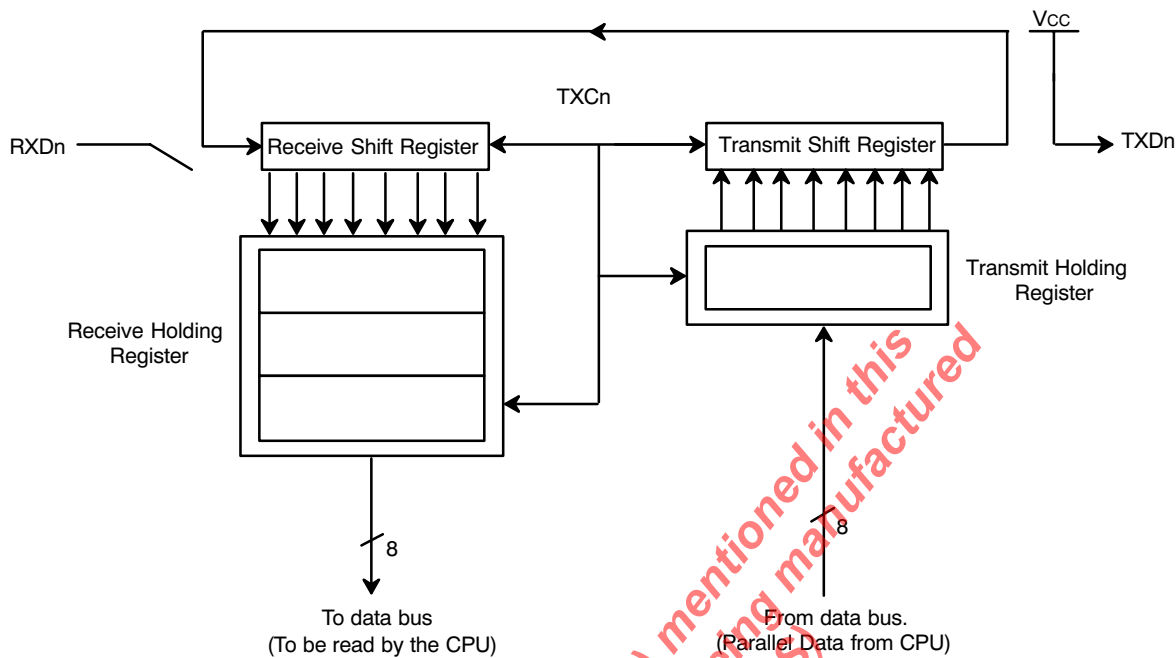 VCC
TXCn
RXDn
Receive Shift Register
Transmit Shift Register
TXDn
Transmit Holding
Register
Receive Holding
Register
8
8
To data bus
(To be read by the CPU)
From data bus.
(Parallel Data from CPU)
mentioned in this
manufactured